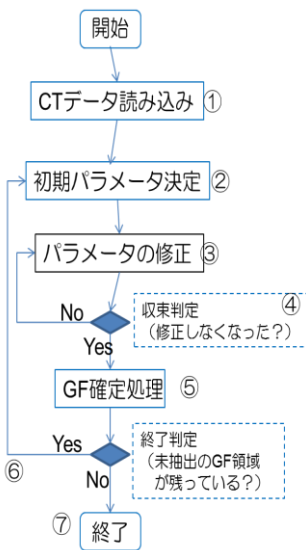 開始
CTデータ読み込み ①
初期パラメータ決定 ②
パラメータの修正 ③
④
No
収束判定
(修正しなくなった?)
Yes
GF確定処理 ⑤
Yes
終了判定
(未抽出のGF領域
が残っている?)
⑥
No
⑦ 終了